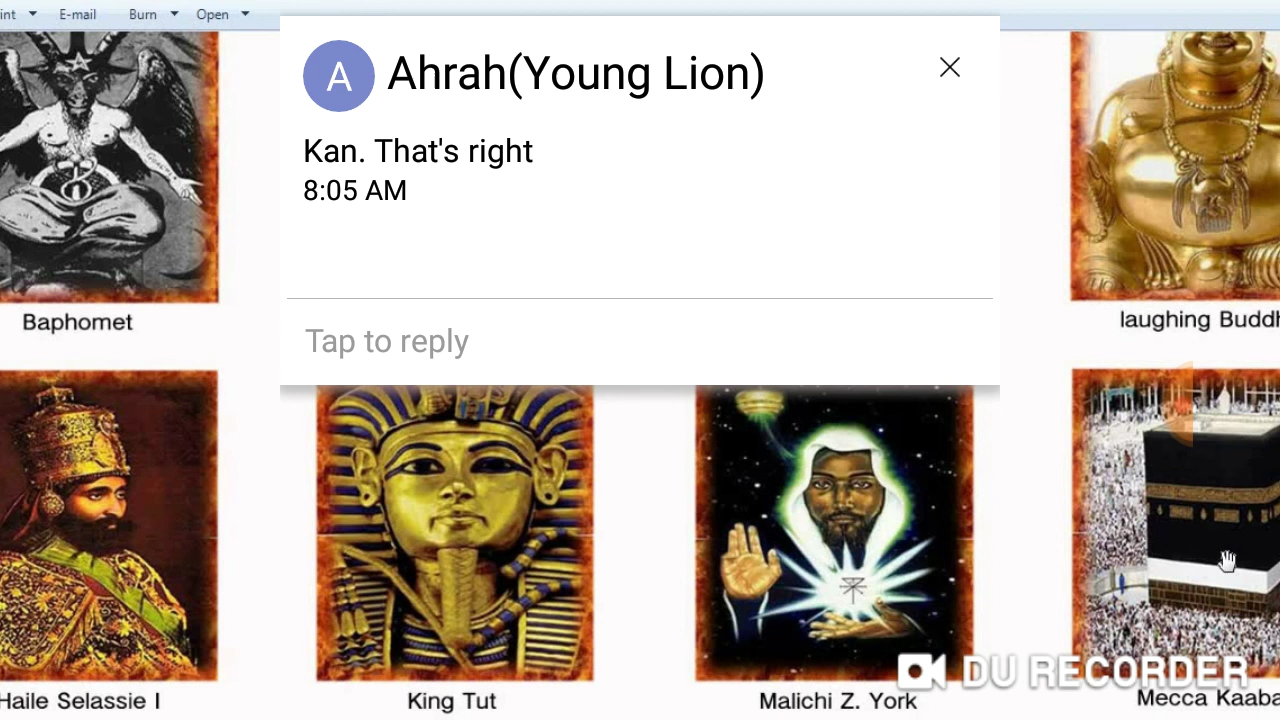 int E-mail Burn Open
A Ahrah(Young Lion)
Kan. That's right
8:05 AM
Tap to reply
Baphomet
laughing Buddh
Haile Selassie I
King Tut
Malichi Z. York
Mecca Kaaba
DU RECORDER